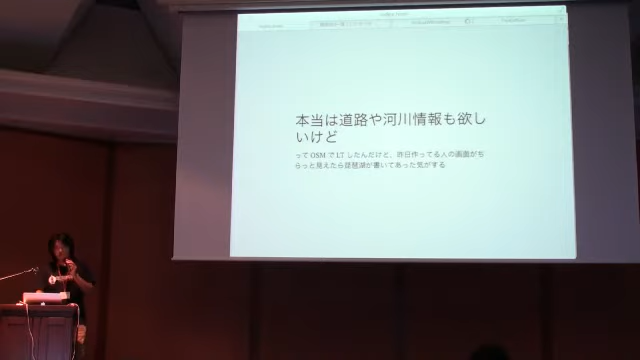 本当は道路や河川情報も欲し
いけど
って OSM で LT したんだけど、昨日作ってる人の画面がち
らっと見えたら琵琶湖が書いてあった気がする